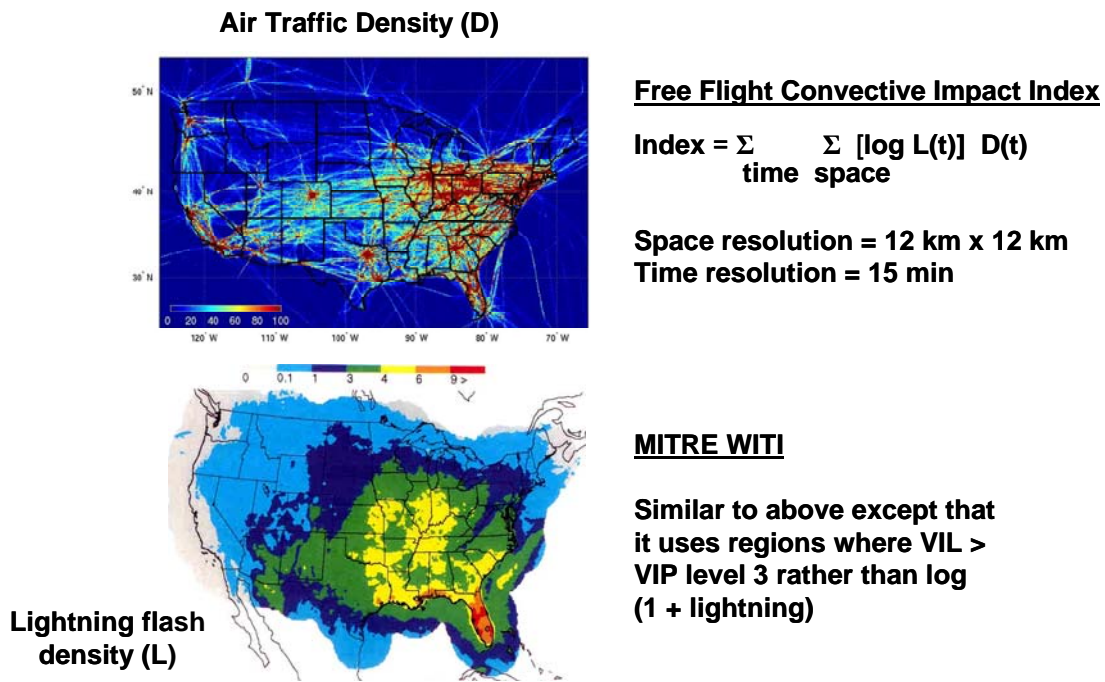 Air Traffic Density (D)
50° N
40° N
30° N
0 20 40 60 80 100
120° W 110° W 100° W 90° W 80° W 70° W
Free Flight Convective Impact Index
Index = Σ Σ [log L(t)] D(t)
time space
Space resolution = 12 km x 12 km
Time resolution = 15 min
0 0.1 1 3 4 6 9 >
Lightning flash
density (L)
MITRE WITI
Similar to above except that
it uses regions where VIL >
VIP level 3 rather than log
(1 + lightning)